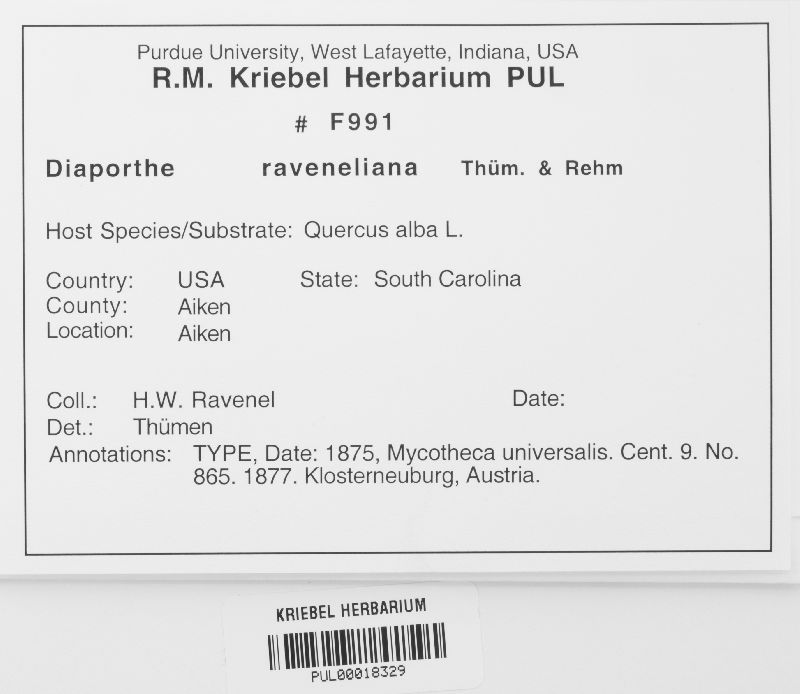 Purdue University, West Lafayette, Indiana, USA
R.M. Kriebel Herbarium PUL
# F991
Diaporthe raveneliana Thüm. & Rehm
Host Species/Substrate: Quercus alba L.
Country: USA State: South Carolina
County: Aiken
Location: Aiken
Coll.: H.W. Ravenel Date:
Det.: Thümen
Annotations: TYPE, Date: 1875, Mycotheca universalis. Cent. 9. No.
865. 1877. Klosterneuburg, Austria.
KRIEBEL HERBARIUM
PUL00018329